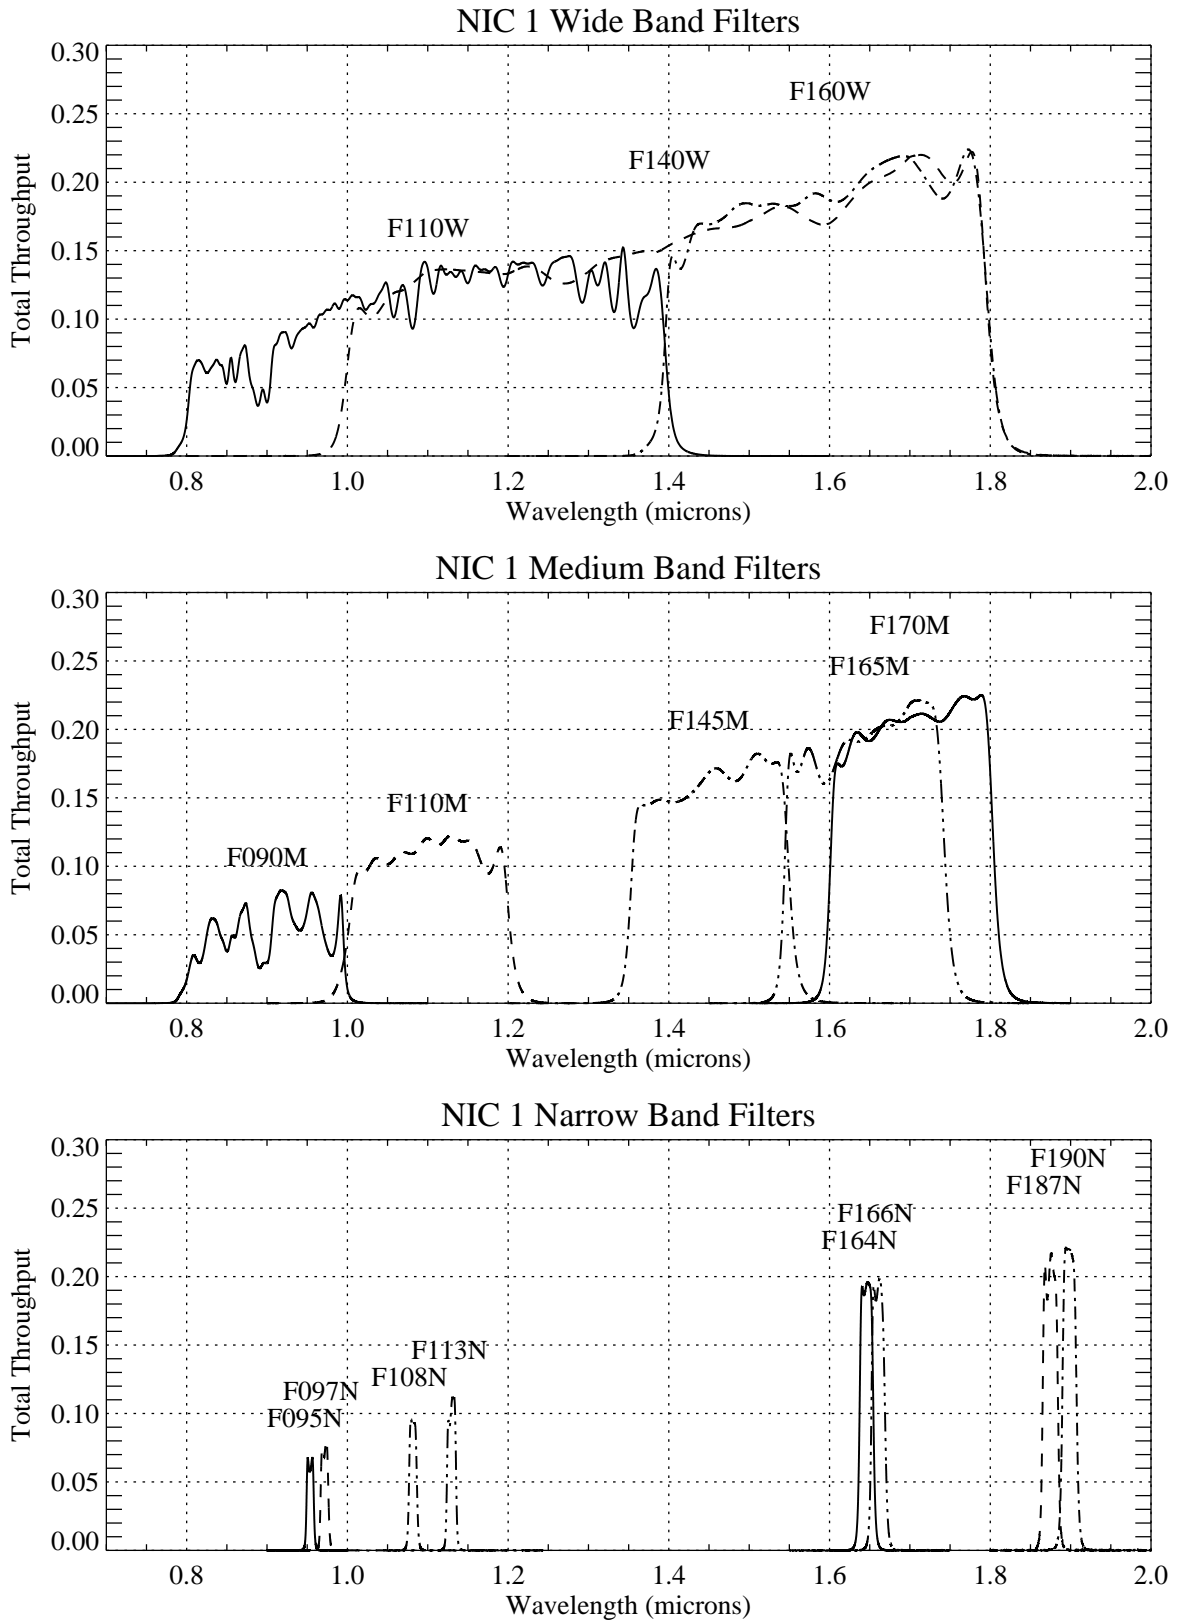 NIC 1 Wide Band Filters
0.30
F160W
0.25
F140W
0.20
F110W
0.15
0.10
0.05
0.00
Total Throughput
0.8 1.0 1.2 1.4 1.6 1.8 2.0
Wavelength (microns)
NIC 1 Medium Band Filters
0.30
F170M
F165M
0.25
F145M
0.20
0.15
F110M
F090M
0.10
0.05
0.00
Total Throughput
0.8 1.0 1.2 1.4 1.6 1.8 2.0
Wavelength (microns)
NIC 1 Narrow Band Filters
0.30
F190N
F187N
0.25
F166N
F164N
0.20
0.15
F113N
F108N
F097N
F095N
0.10
0.05
0.00
Total Throughput
0.8 1.0 1.2 1.4 1.6 1.8 2.0
Wavelength (microns)